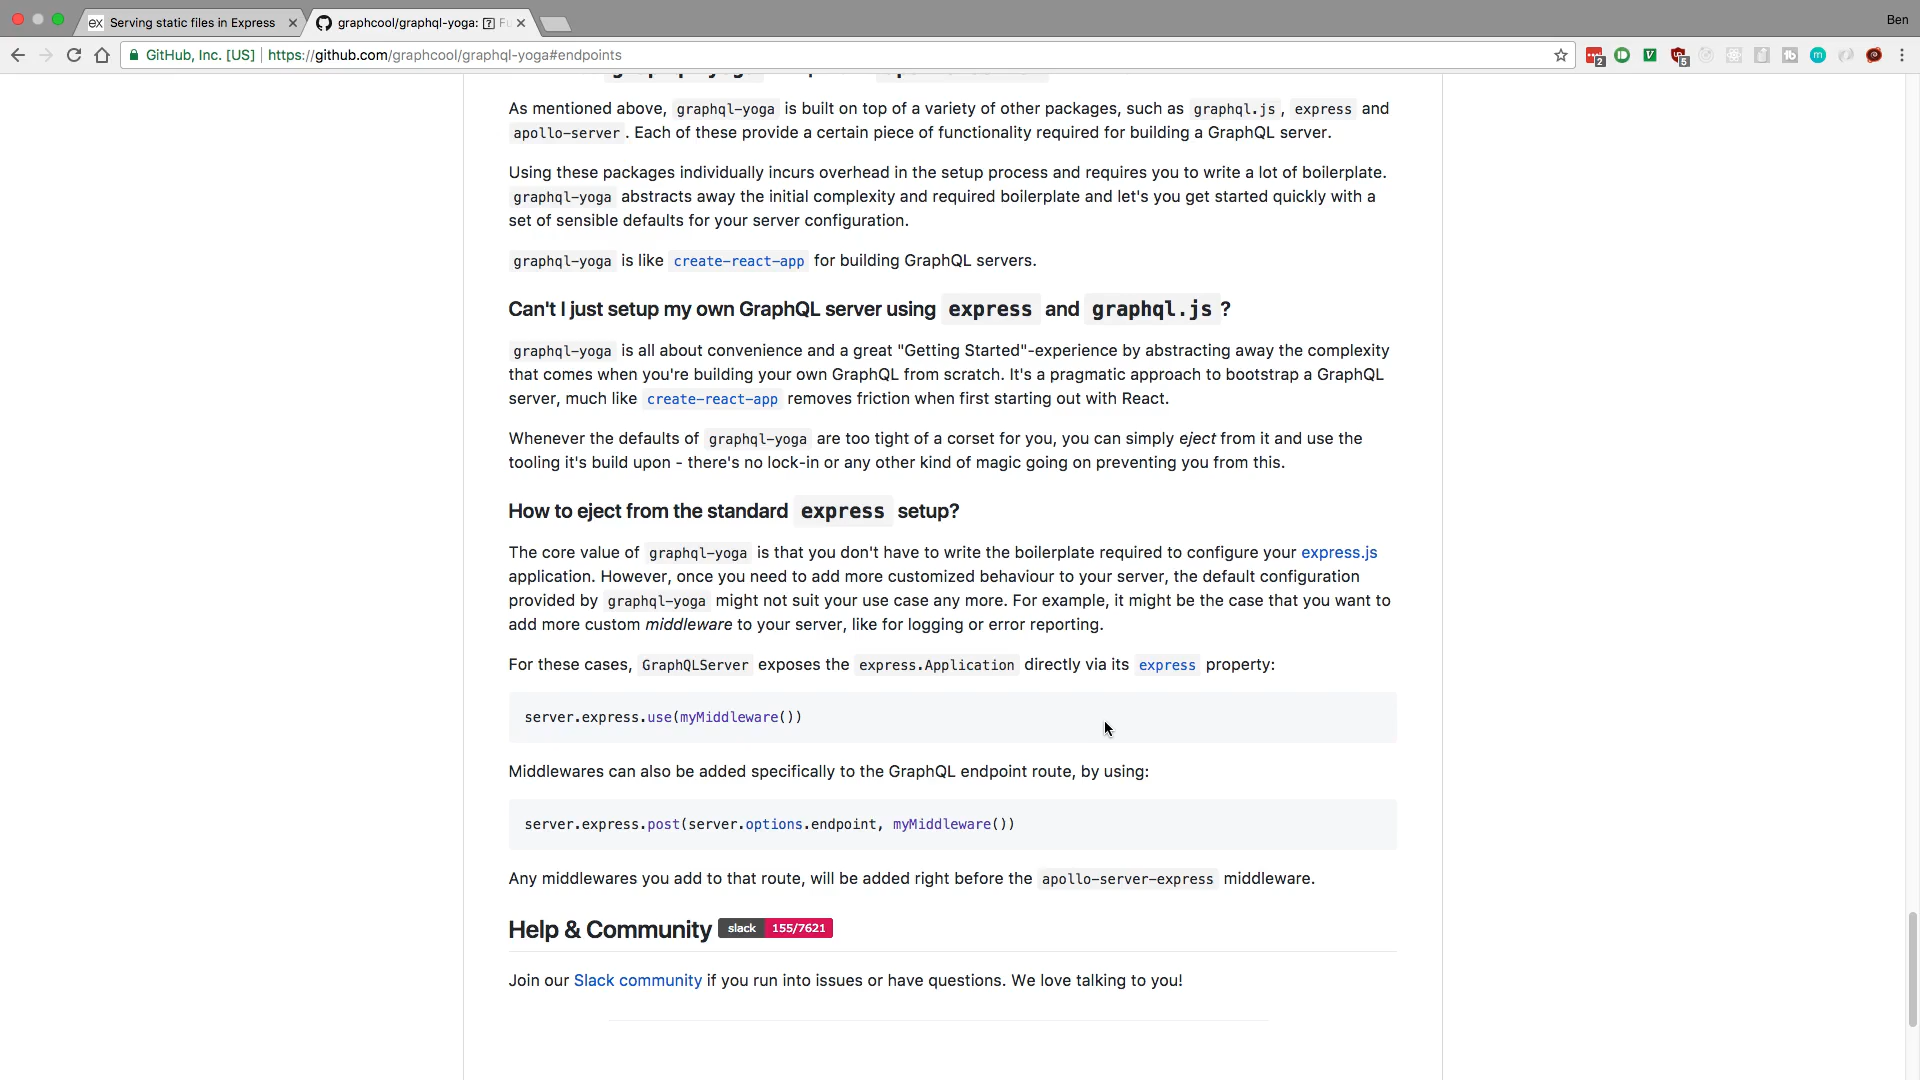 Serving static files in Express
graphcool/graphql-yoga:
Ben
GitHub, Inc. [US] | https://github.com/graphcool/graphql-yoga#endpoints
As mentioned above, graphql-yoga is built on top of a variety of other packages, such as graphql.js, express and
apollo-server. Each of these provide a certain piece of functionality required for building a GraphQL server.
Using these packages individually incurs overhead in the setup process and requires you to write a lot of boilerplate.
graphql-yoga abstracts away the initial complexity and required boilerplate and let's you get started quickly with a
set of sensible defaults for your server configuration.
graphql-yoga is like create-react-app for building GraphQL servers.
Can't I just setup my own GraphQL server using express and graphql.js?
graphql-yoga is all about convenience and a great "Getting Started"-experience by abstracting away the complexity
that comes when you're building your own GraphQL from scratch. It's a pragmatic approach to bootstrap a GraphQL
server, much like create-react-app removes friction when first starting out with React.
Whenever the defaults of graphql-yoga are too tight of a corset for you, you can simply eject from it and use the
tooling it's build upon - there's no lock-in or any other kind of magic going on preventing you from this.
How to eject from the standard express setup?
The core value of graphql-yoga is that you don't have to write the boilerplate required to configure your express.js
application. However, once you need to add more customized behaviour to your server, the default configuration
provided by graphql-yoga might not suit your use case any more. For example, it might be the case that you want to
add more custom middleware to your server, like for logging or error reporting.
For these cases, GraphQLServer exposes the express.Application directly via its express property:
server.express.use(myMiddleware())
Middlewares can also be added specifically to the GraphQL endpoint route, by using:
server.express.post(server.options.endpoint, myMiddleware())
Any middlewares you add to that route, will be added right before the apollo-server-express middleware.
Help & Community slack 155/7621
Join our Slack community if you run into issues or have questions. We love talking to you!